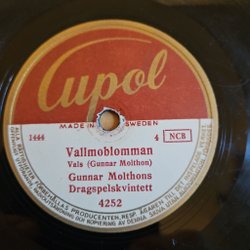 Cupol
MADE IN SWEDEN
1444 4 NCB
Vallmoblomman
Vals (Gunnar Molthon)
Gunnar Molthons
Dragspelskvintett
4252